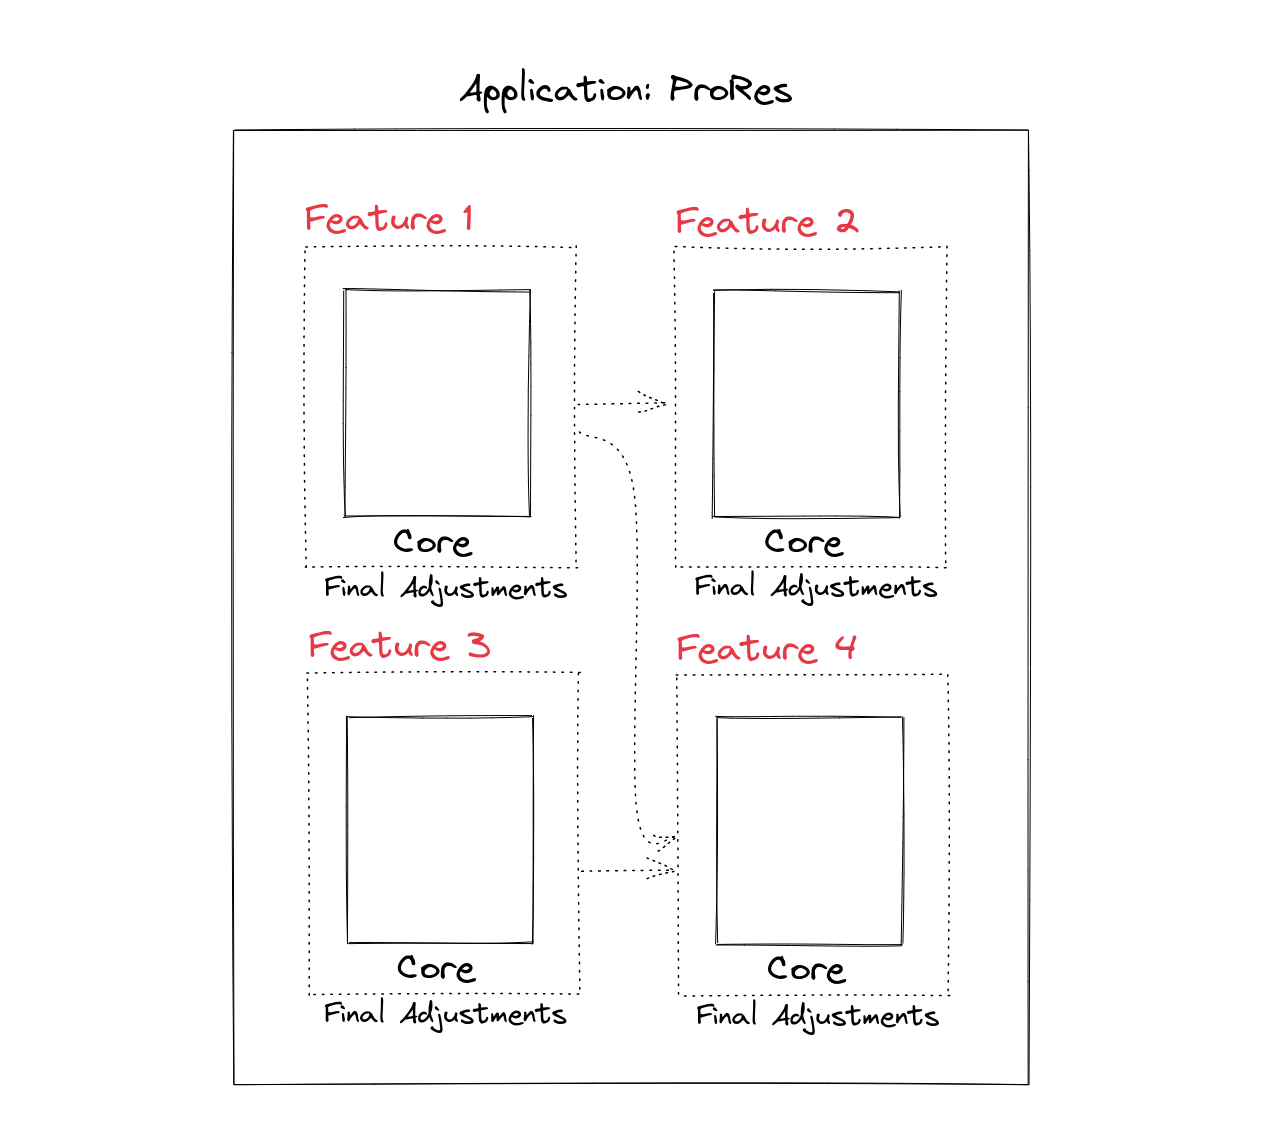 Application: ProRes
Feature 1
Feature 2
Core
Core
Final Adjustments
Final Adjustments
Feature 3
Feature 4
Core
Core
Final Adjustments
Final Adjustments